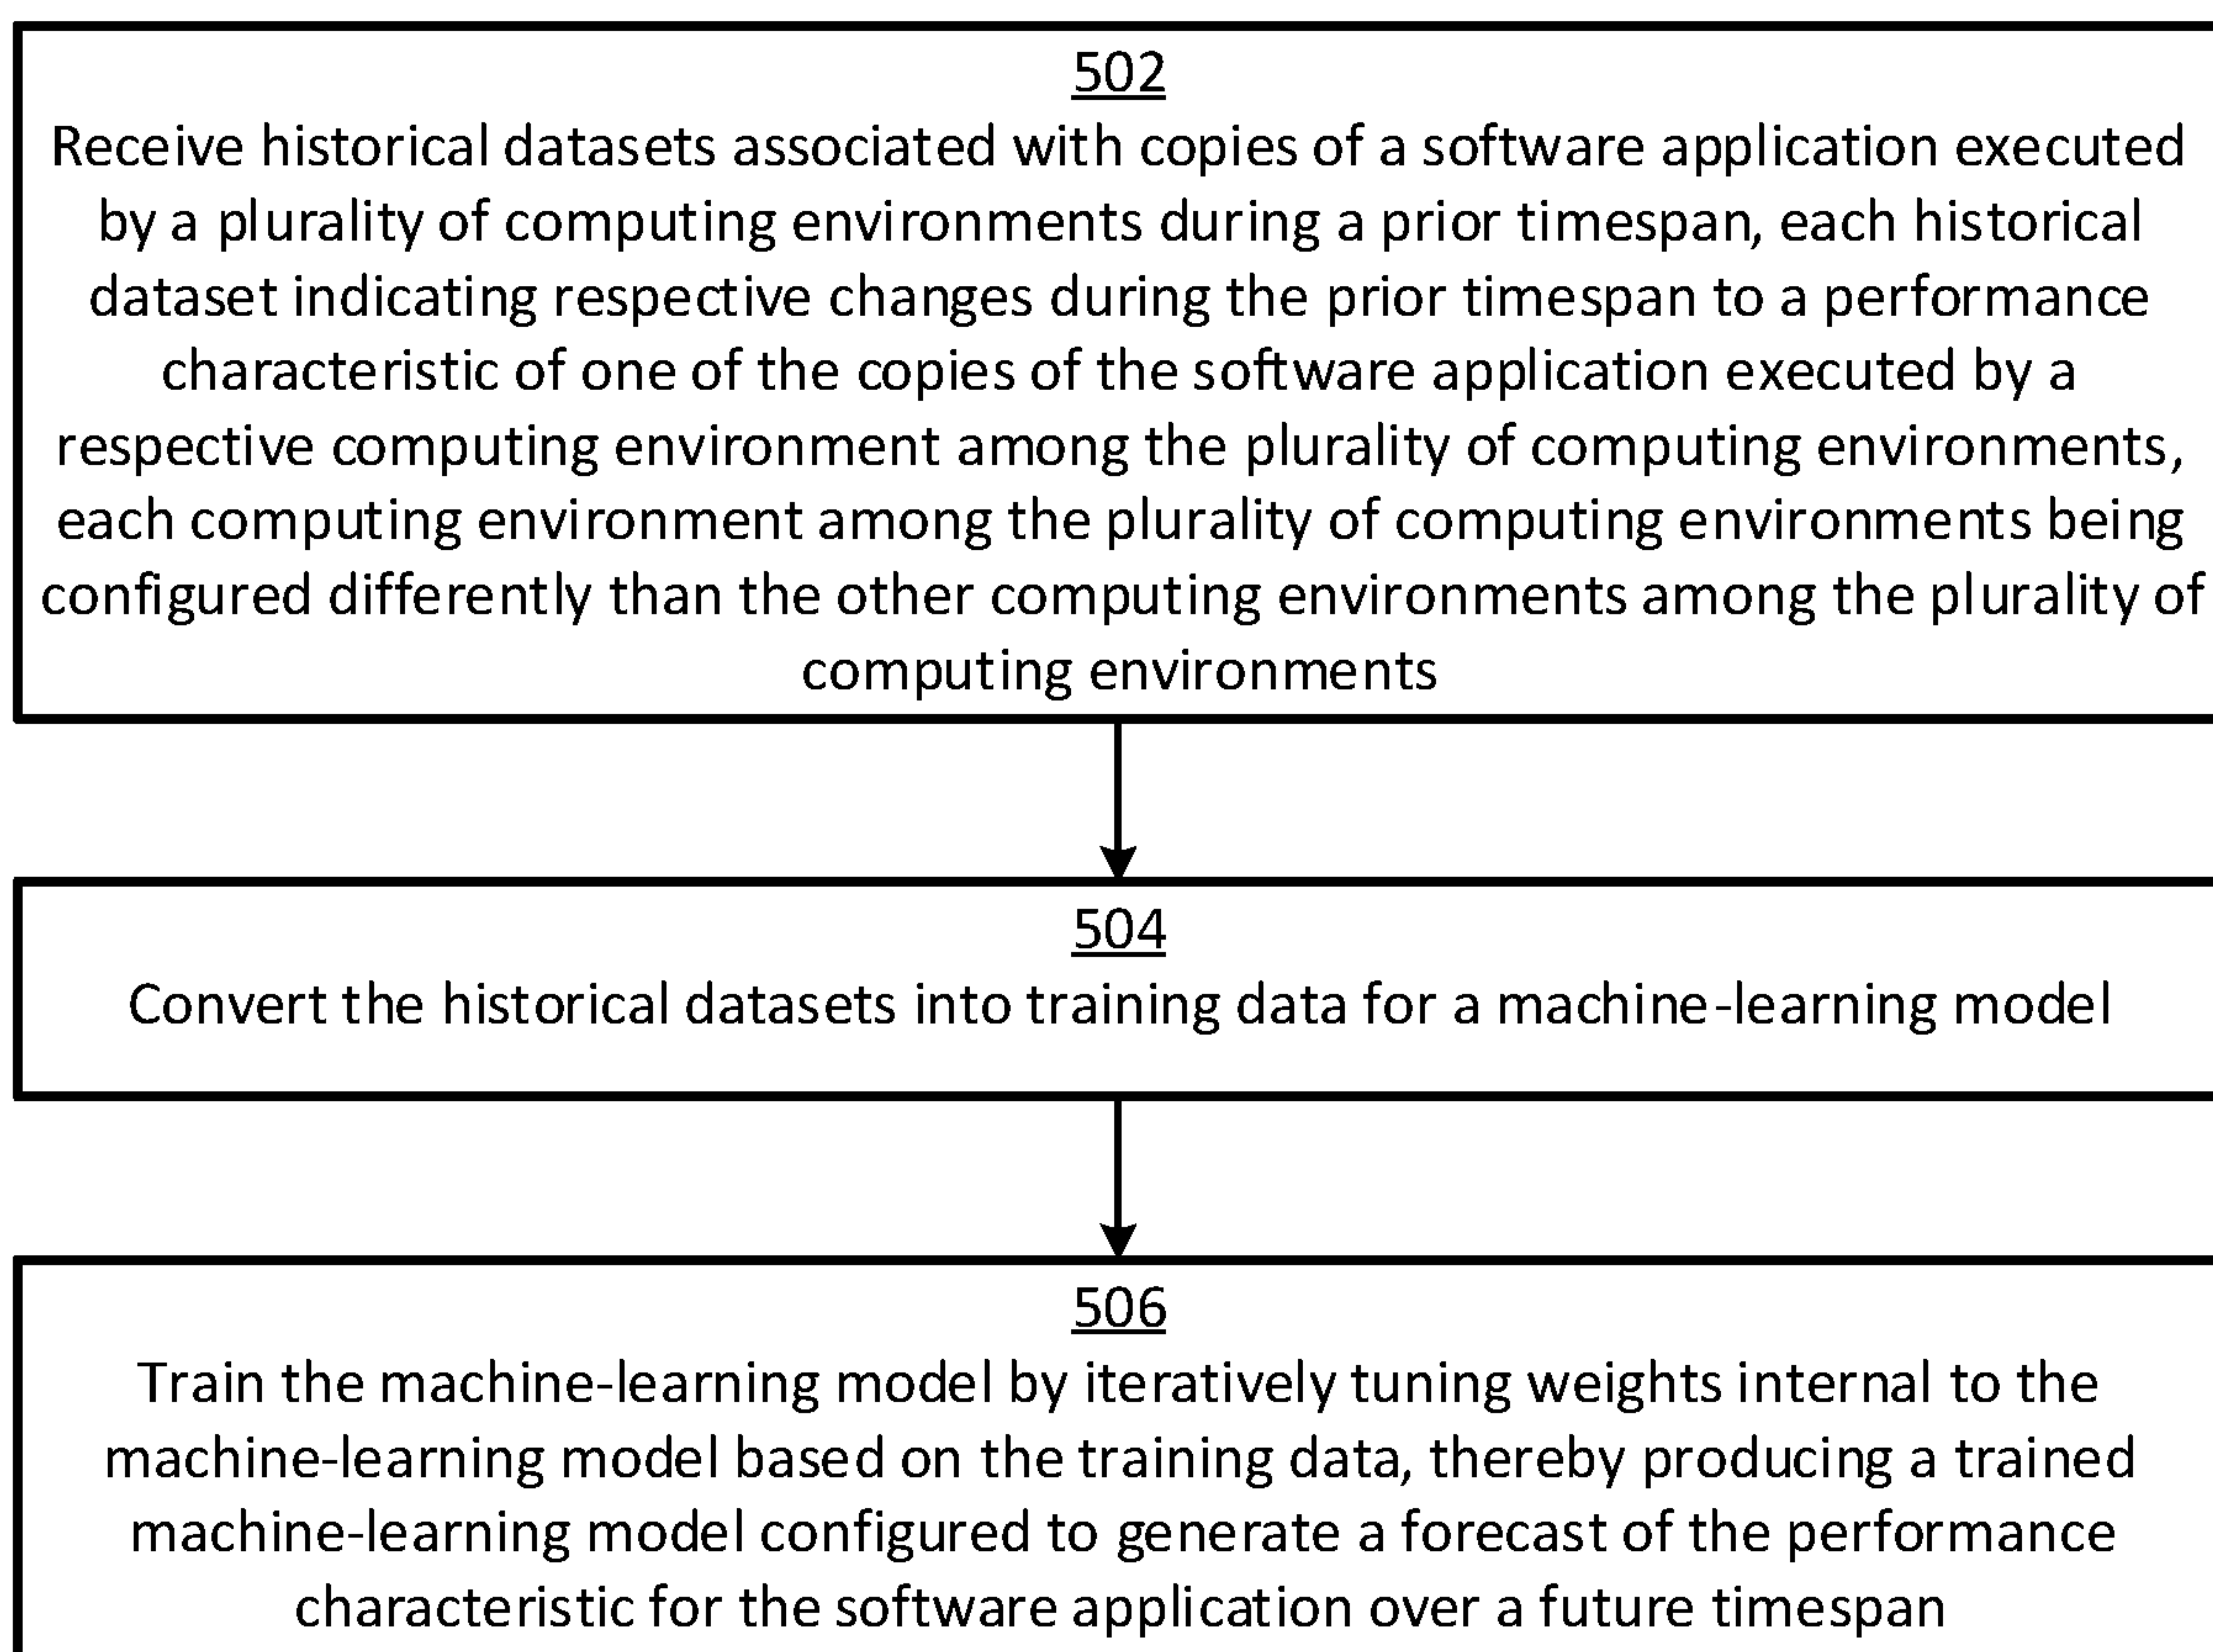 502
Receive historical datasets associated with copies of a software application executed
by a plurality of computing environments during a prior timespan, each historical
dataset indicating respective changes during the prior timespan to a performance
characteristic of one of the copies of the software application executed by a
respective computing environment among the plurality of computing environments,
each computing environment among the plurality of computing environments being
configured differently than the other computing environments among the plurality of
computing environments
504
Convert the historical datasets into training data for a machine-learning model
506
Train the machine-learning model by iteratively tuning weights internal to the
machine-learning model based on the training data, thereby producing a trained
machine-learning model configured to generate a forecast of the performance
characteristic for the software application over a future timespan